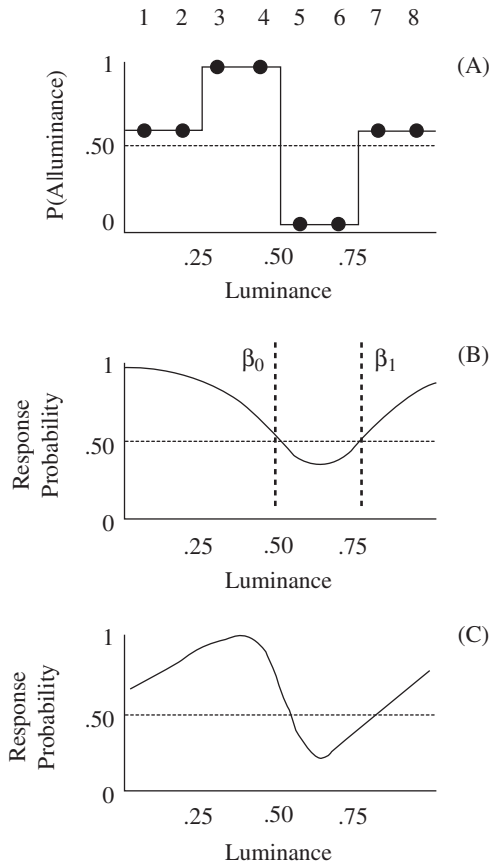 1 2 3 4 5 6 7 8
(A)
P(A|luminance)
1
.50
0
.25 .50 .75
Luminance
(B)
β0 β1
Response
Probability
1
.50
0
.25 .50 .75
Luminance
(C)
Response
Probability
1
.50
0
.25 .50 .75
Luminance